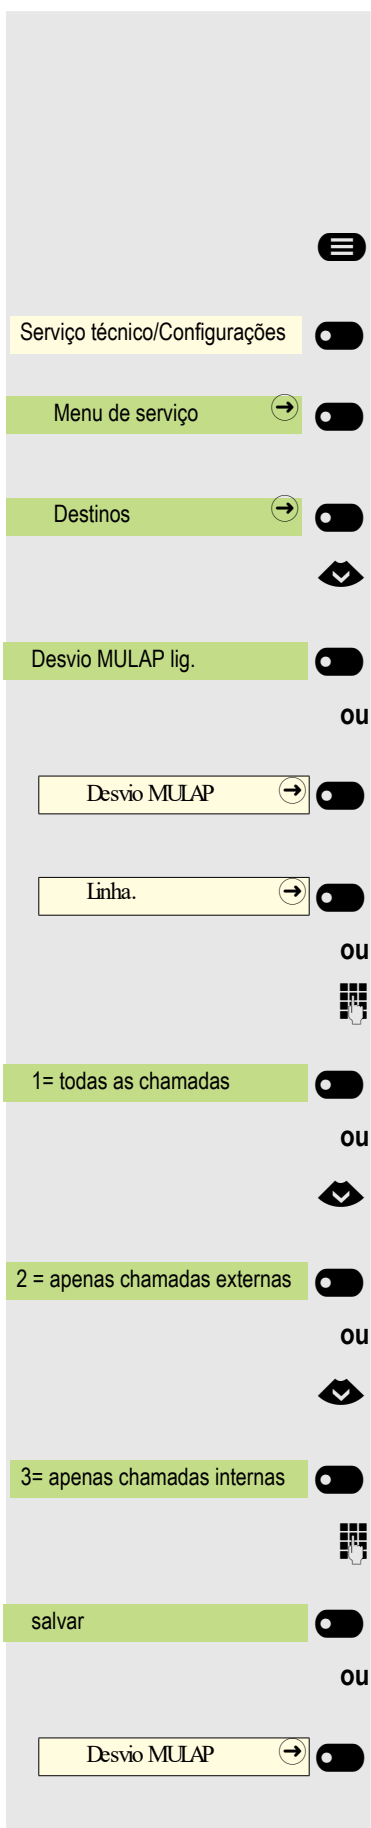 Serviço técnico/Configurações
Menu de serviço
Destinos
Desvio MULAP lig.
ou
Desvio MULAP
Linha.
ou
1= todas as chamadas
ou
2 = apenas chamadas externas
ou
3= apenas chamadas internas
salvar
ou
Desvio MULAP